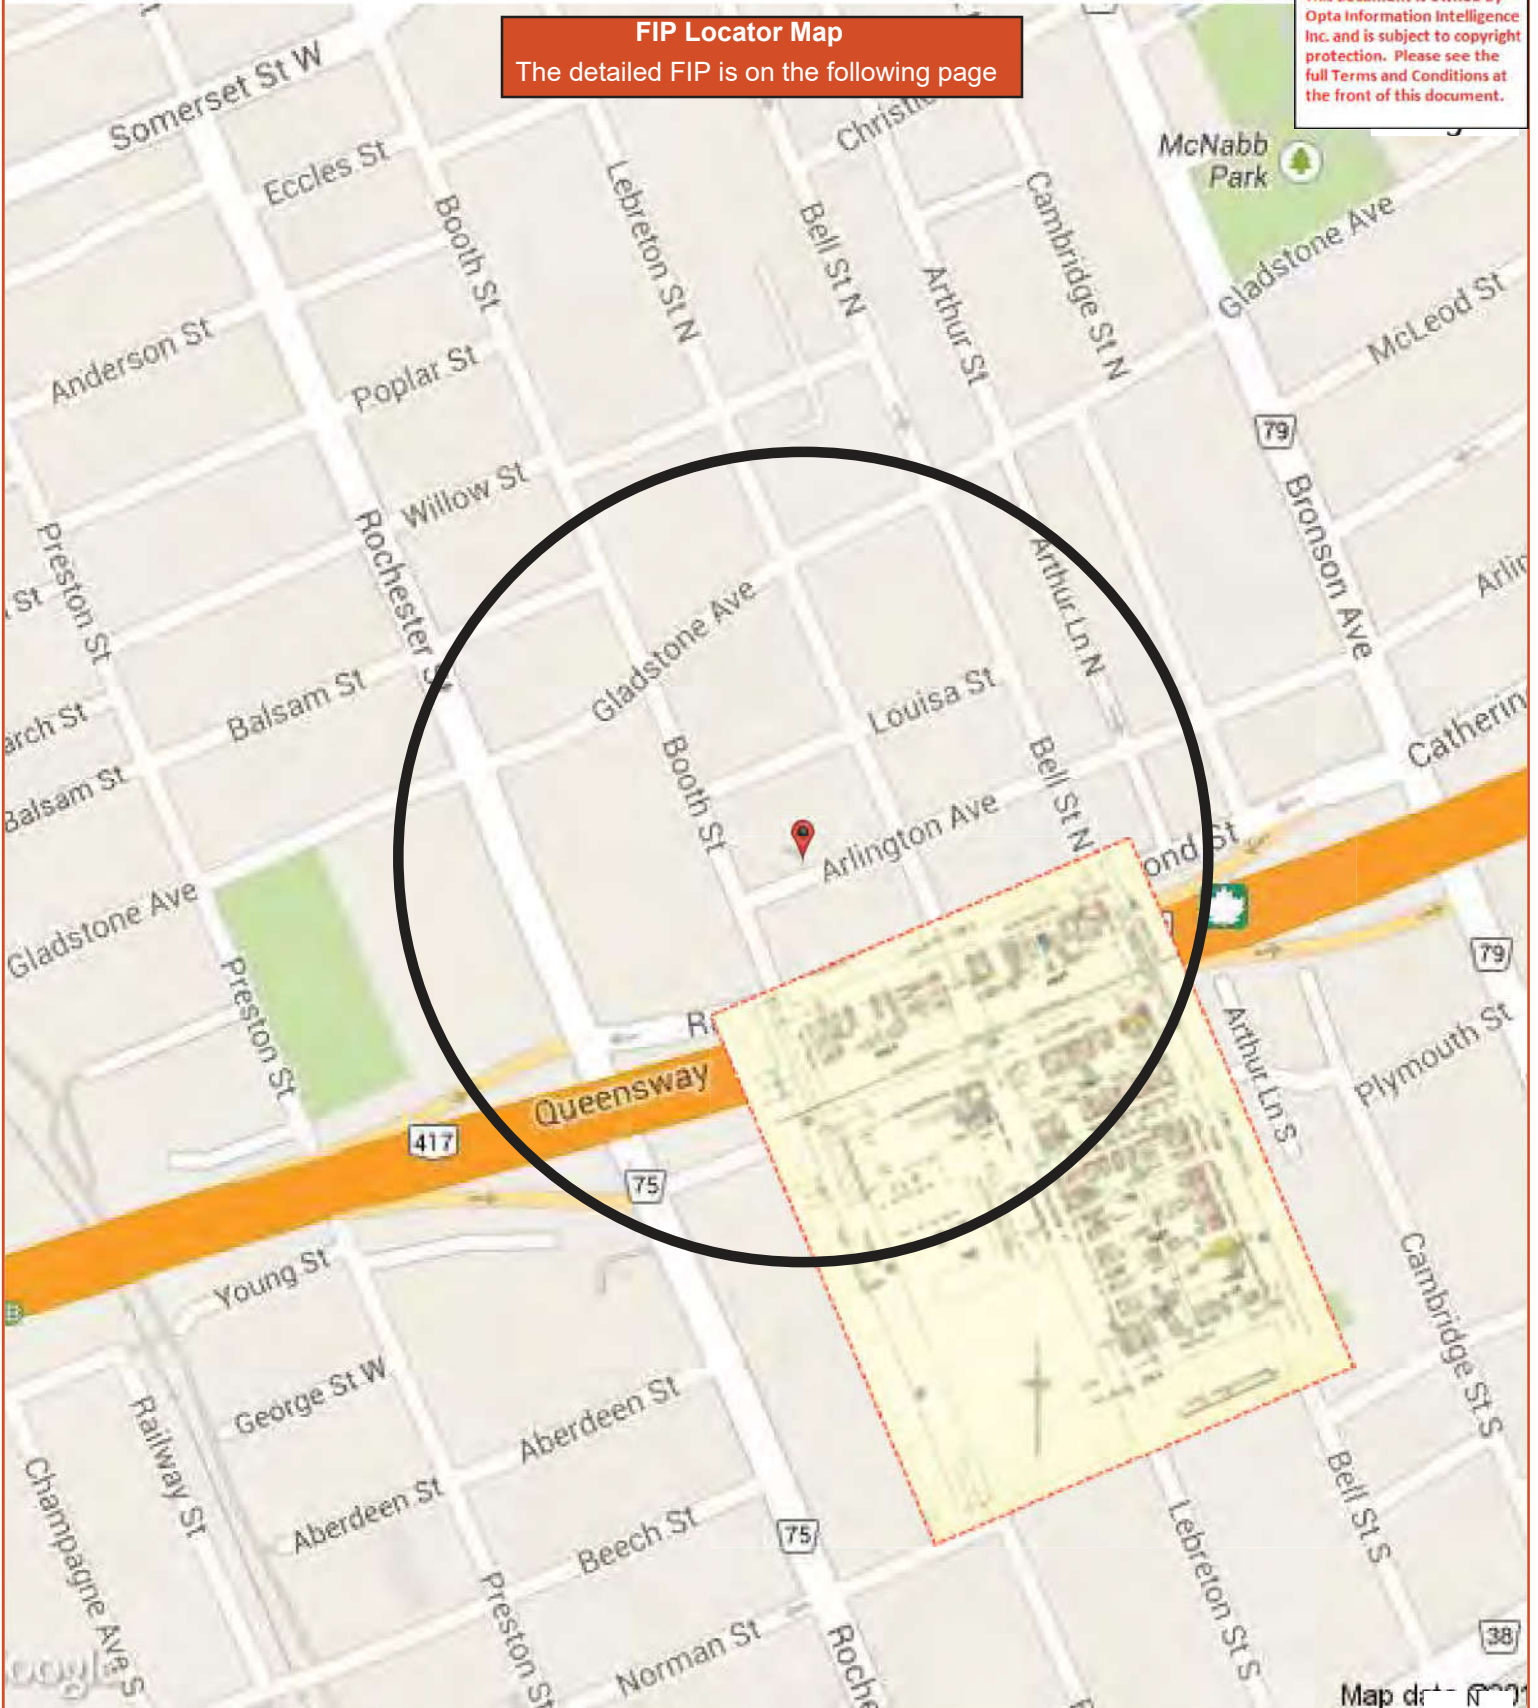 FIP Locator Map
The detailed FIP is on the following page
Opta Information Intelligence
Inc. and is subject to copyright
protection. Please see the
full Terms and Conditions at
the front of this document.
Somerset St W
Eccles St
Booth St
Lebreton St N
Bell St N
Arthur St
Cambridge St N
McNabb
Park
Gladstone Ave
McLeod St
Anderson St
Poplar St
79
Willow St
Rochester St
Preston St
St
Bronson Ave
Arthur Ln N
Gladstone Ave
Balsam St
Louisa St
Balsam St
Booth St
Bell St N
Arlington Ave
Gladstone Ave
Preston St
79
Queensway
417
75
Arthur Ln S
Plymouth St
Young St
George St W
Aberdeen St
Cambridge St S
Railway St
Champagne Ave S
Aberdeen St
Beech St
75
Bell St S
Lebreton St S
Preston St
Norman St
38
Map data